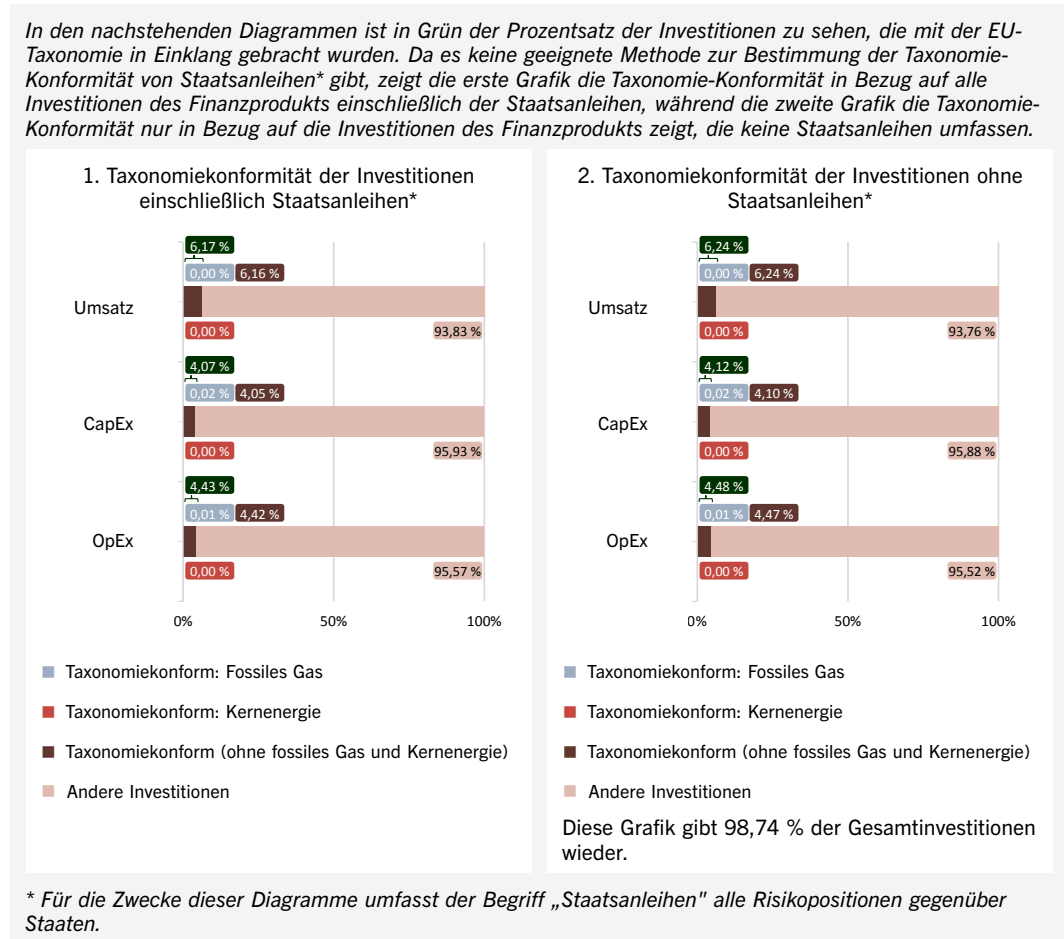 In den nachstehenden Diagrammen ist in Grün der Prozentsatz der Investitionen zu sehen, die mit der EU-
Taxonomie in Einklang gebracht wurden. Da es keine geeignete Methode zur Bestimmung der Taxonomie-
Konformität von Staatsanleihen* gibt, zeigt die erste Grafik die Taxonomie-Konformität in Bezug auf alle
Investitionen des Finanzprodukts einschließlich der Staatsanleihen, während die zweite Grafik die Taxonomie-
Konformität nur in Bezug auf die Investitionen des Finanzprodukts zeigt, die keine Staatsanleihen umfassen.
1. Taxonomiekonformität der Investitionen
einschließlich Staatsanleihen*
6,17 %
0,00 % 6,16 %
Umsatz
0,00 % 93,83 %
4,07 %
0,02 % 4,05 %
CapEx
0,00 % 95,93 %
4,43 %
0,01 % 4,42 %
OpEx
0,00 % 95,57 %
0% 50% 100%
Taxonomiekonform: Fossiles Gas
Taxonomiekonform: Kernenergie
Taxonomiekonform (ohne fossiles Gas und Kernenergie)
Andere Investitionen
2. Taxonomiekonformität der Investitionen ohne
Staatsanleihen*
6,24 %
0,00 % 6,24 %
Umsatz
0,00 % 93,76 %
4,12 %
0,02 % 4,10 %
CapEx
0,00 % 95,88 %
4,48 %
0,01 % 4,47 %
OpEx
0,00 % 95,52 %
0% 50% 100%
Taxonomiekonform: Fossiles Gas
Taxonomiekonform: Kernenergie
Taxonomiekonform (ohne fossiles Gas und Kernenergie)
Andere Investitionen
Diese Grafik gibt 98,74 % der Gesamtinvestitionen
wieder.
* Für die Zwecke dieser Diagramme umfasst der Begriff „Staatsanleihen" alle Risikopositionen gegenüber
Staaten.